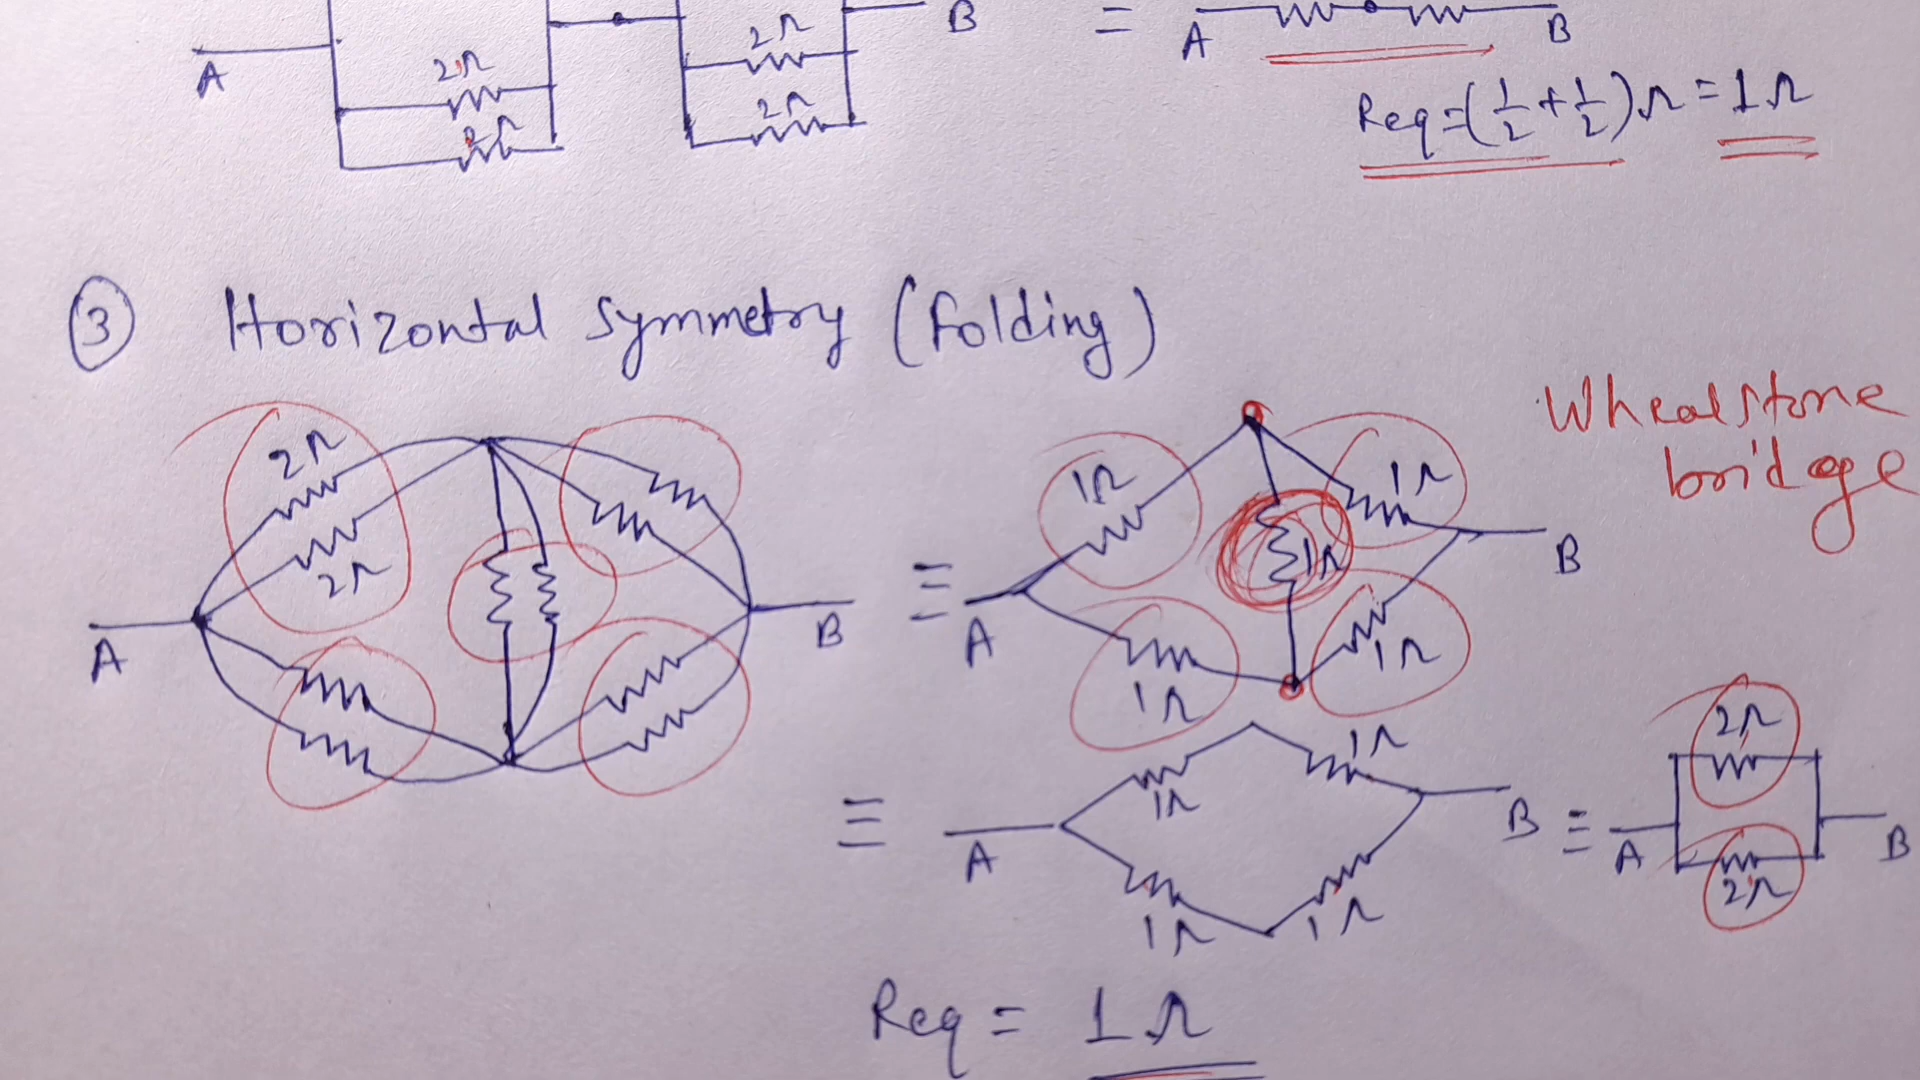 A
2Ω
2Ω
2Ω
2Ω
B
=
A
B
Req=(1/2+1/2)Ω=1Ω
③ Horizontal Symmetry (Folding)
Whealstone
bridge
2Ω
2Ω
A
B
≡
1Ω
1Ω
1Ω
1Ω
1Ω
A
B
≡
A
1Ω
1Ω
1Ω
1Ω
B
≡
A
2Ω
2Ω
B
Req = 1Ω